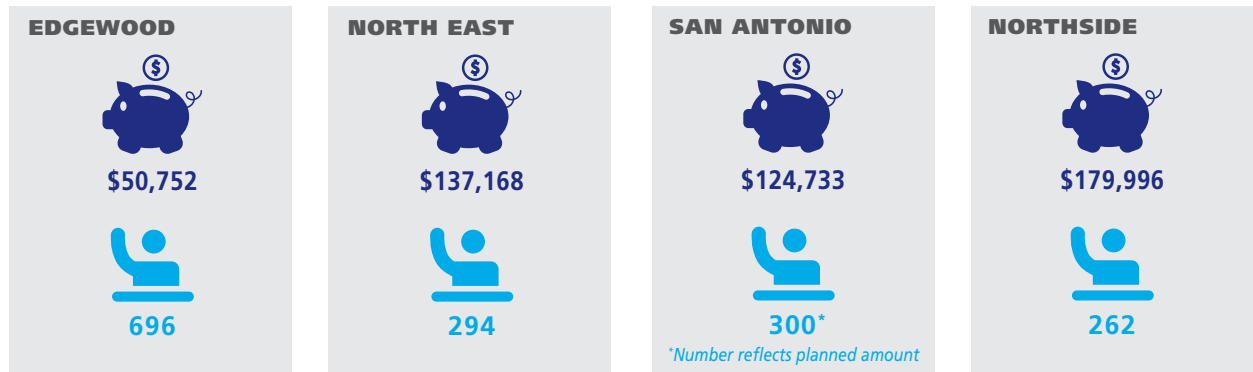 EDGEWOOD
$
$50,752
696
NORTH EAST
$
$137,168
294
SAN ANTONIO
$
$124,733
300*
*Number reflects planned amount
NORTHSIDE
$
$179,996
262